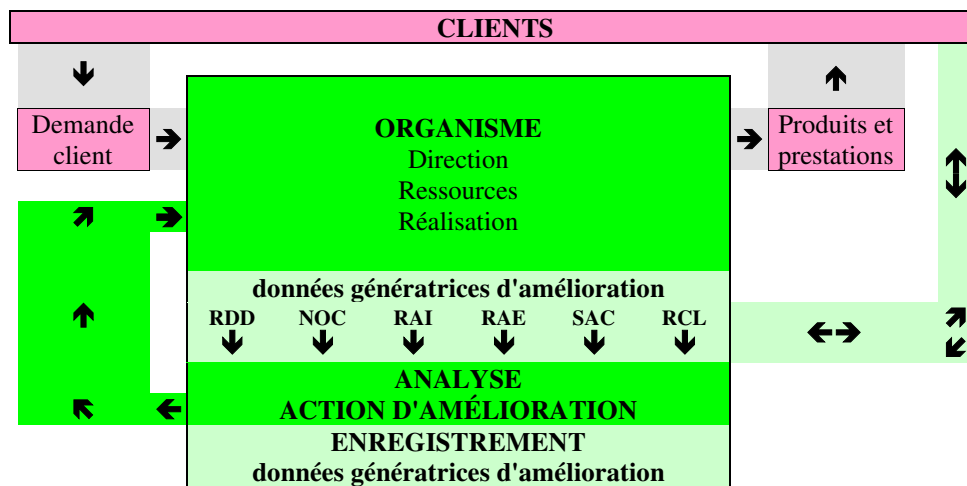 CLIENTS
Demande
client
ORGANISME
Direction
Ressources
Réalisation
Produits et
prestations
données génératrices d'amélioration
RDD NOC RAI RAE SAC RCL
ANALYSE
ACTION D'AMÉLIORATION
ENREGISTREMENT
données génératrices d'amélioration